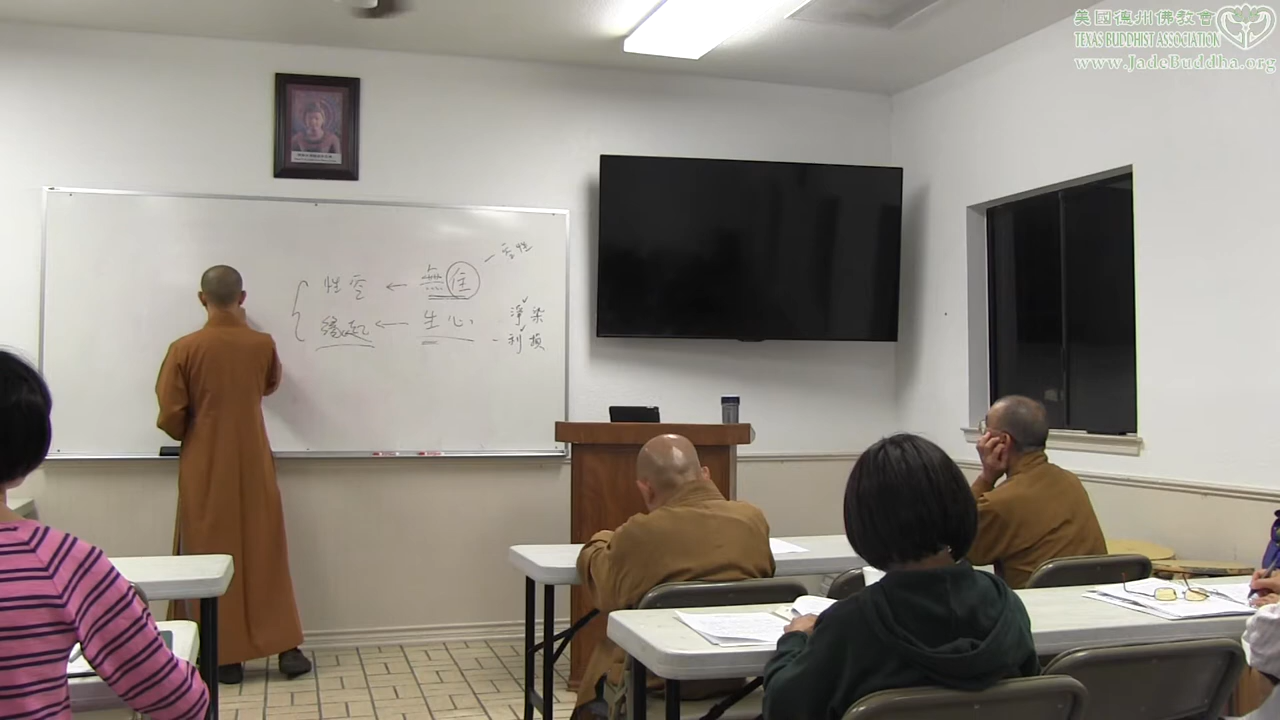 美國德州佛教會
TEXAS BUDDHIST ASSOCIATION
www.JadeBuddha.org
性空 ← 無住
緣起 ← 生心
淨染
利損